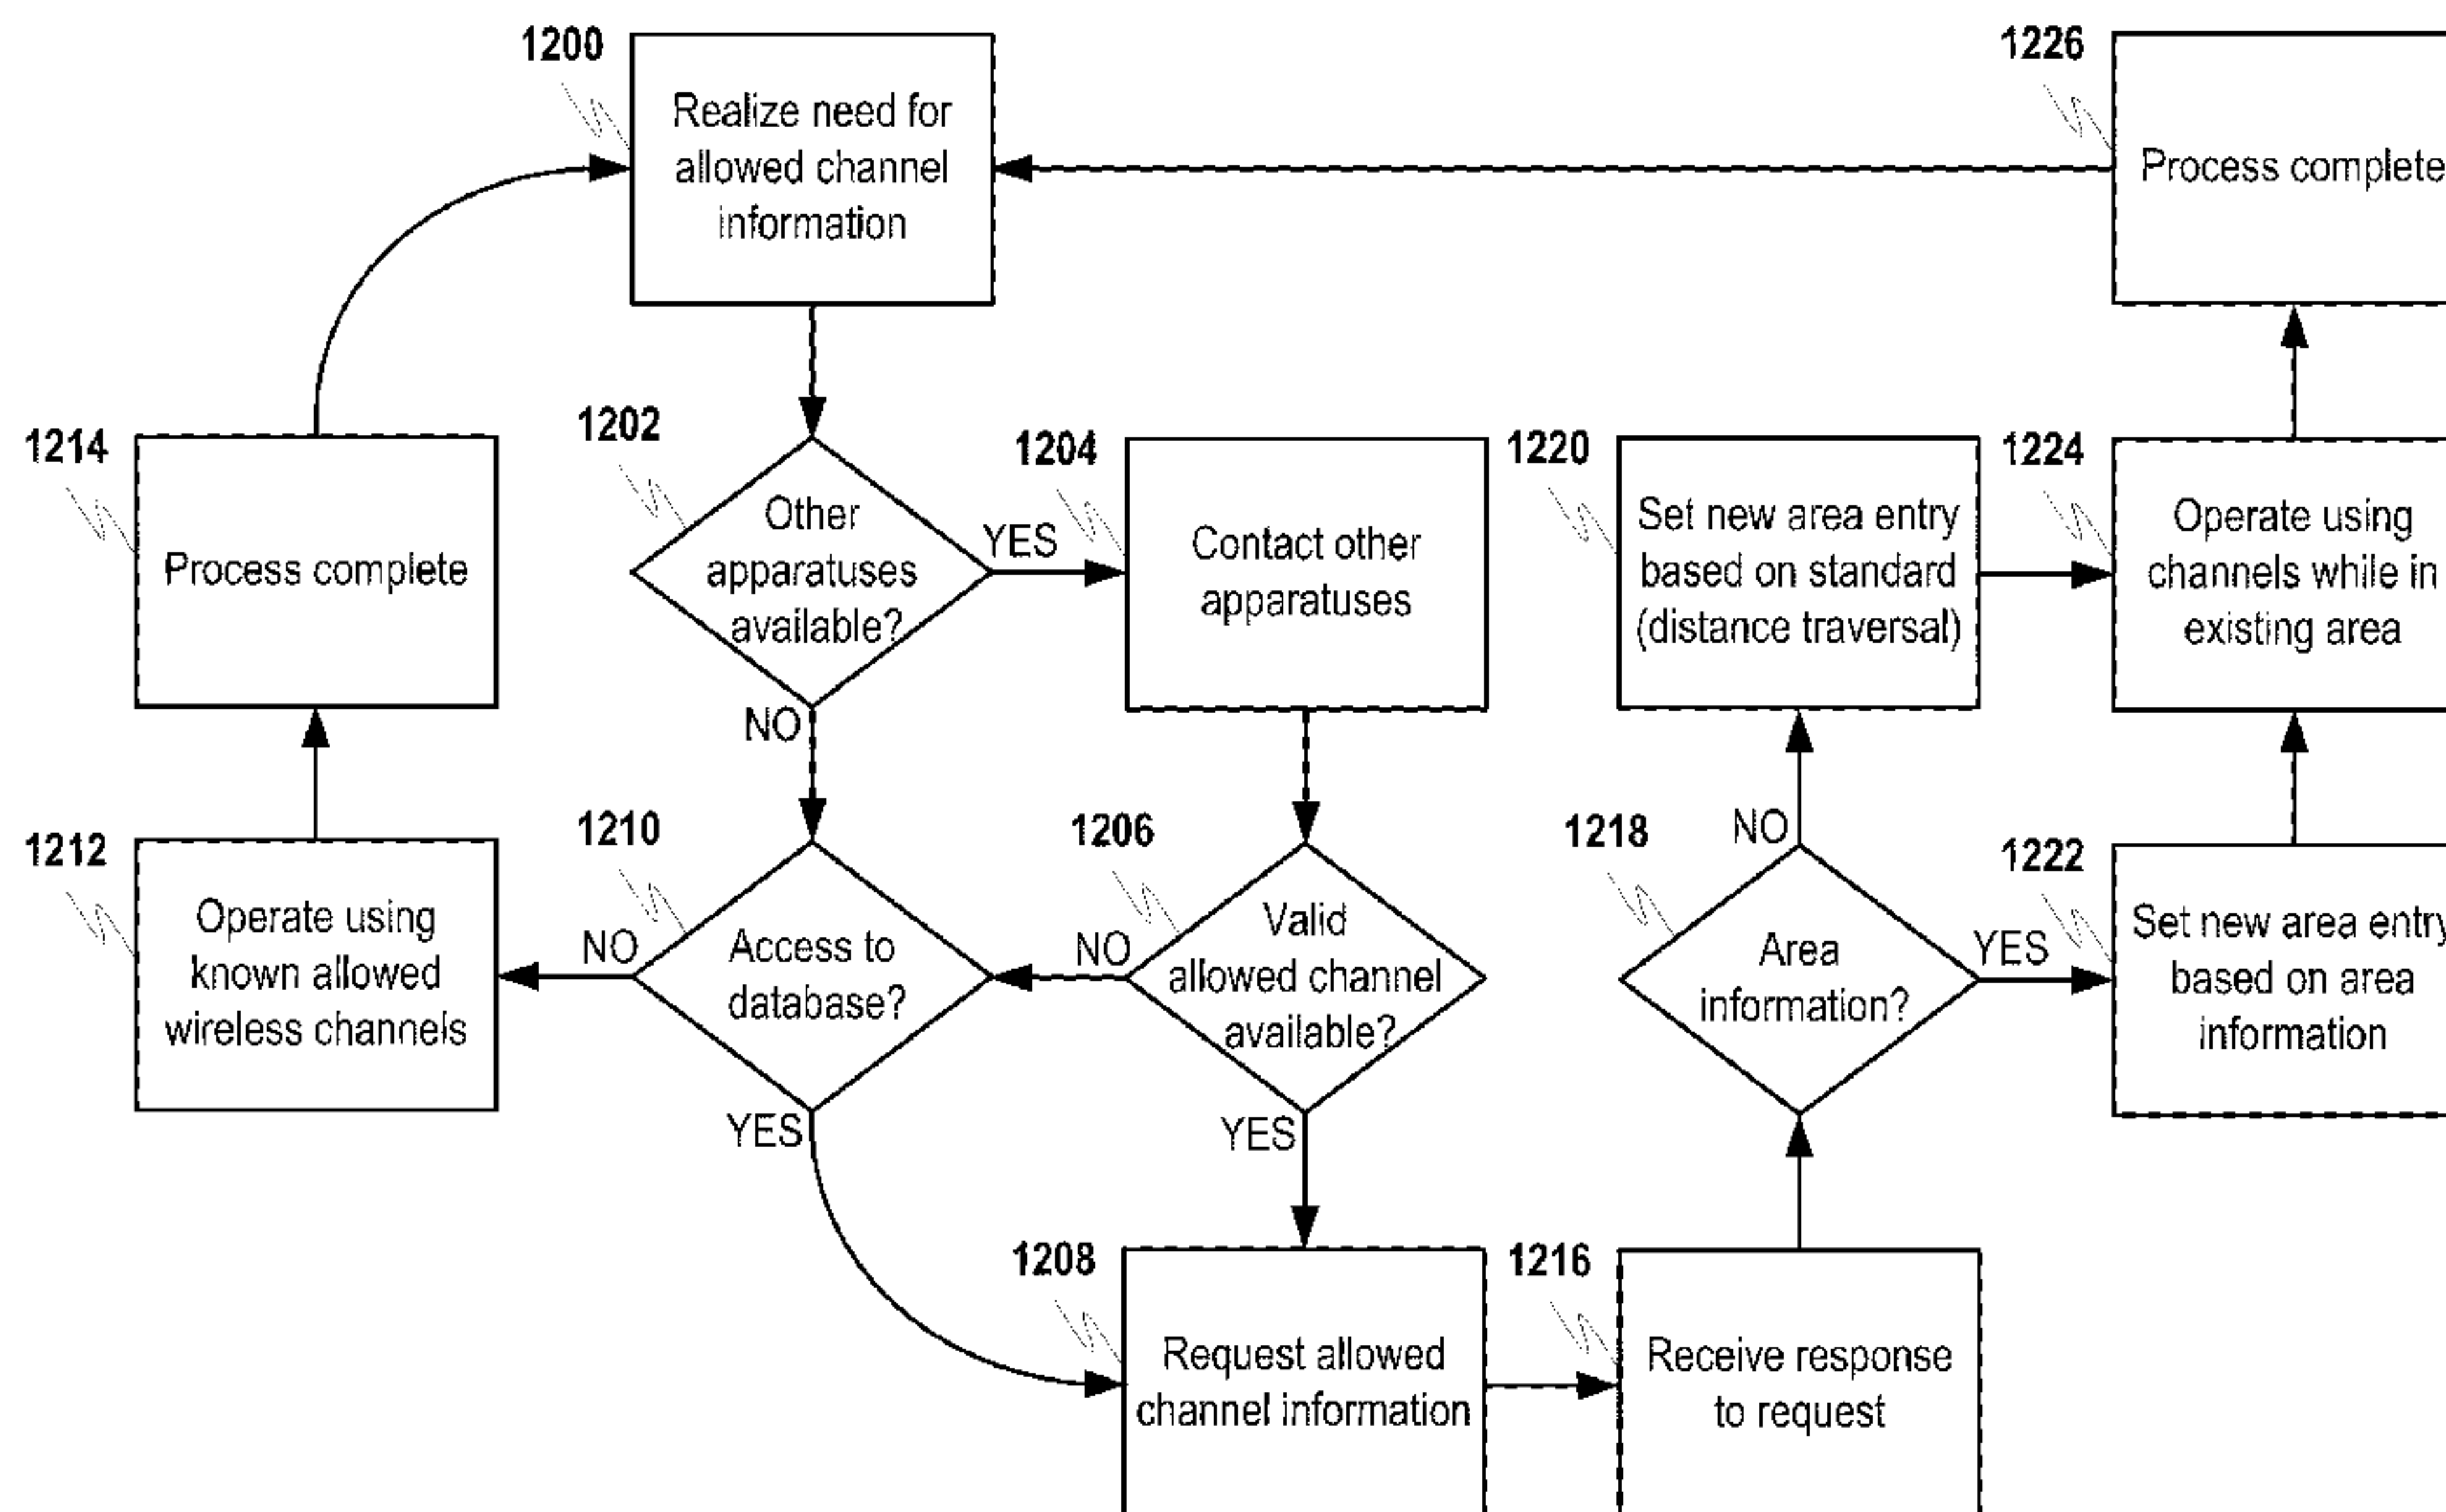 1200
Realize need for
allowed channel
information
1226
Process complete
1214
Process complete
1202
Other
apparatuses
available?
YES
NO
1204
Contact other
apparatuses
1220
Set new area entry
based on standard
(distance traversal)
1224
Operate using
channels while in
existing area
1212
Operate using
known allowed
wireless channels
1210
Access to
database?
NO
YES
1206
Valid
allowed channel
available?
NO
YES
1218
Area
information?
NO
YES
1222
Set new area entry
based on area
information
1208
Request allowed
channel information
1216
Receive response
to request